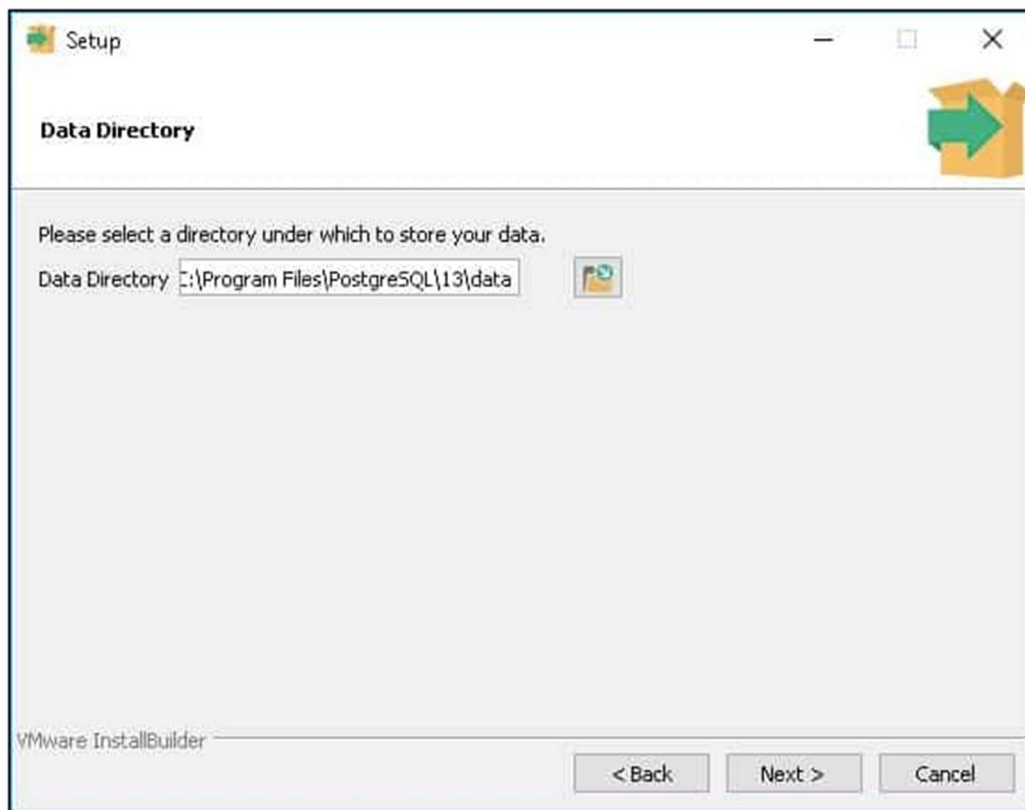 Setup
Data Directory
Please select a directory under which to store your data.
Data Directory :\Program Files\PostgreSQL\13\data
VMware InstallBuilder
< Back Next > Cancel